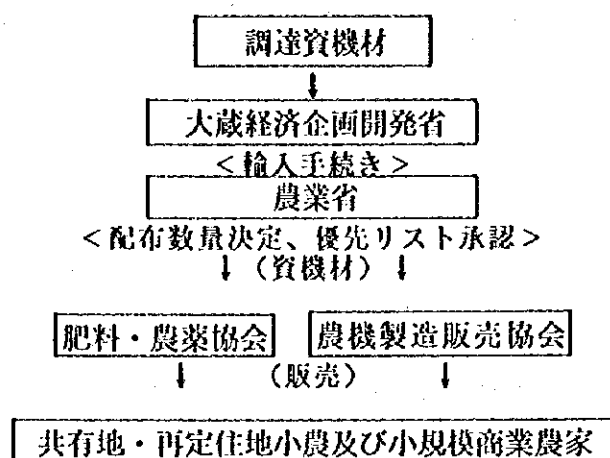 調達資機材
↓
大蔵経済企画開発省
<輸入手続き>
農業省
<配布数量決定、優先リスト承認>
↓(資機材)↓
肥料・農薬協会 農機製造販売協会
↓ (販売) ↓
共有地・再定住地小農及び小規模商業農家